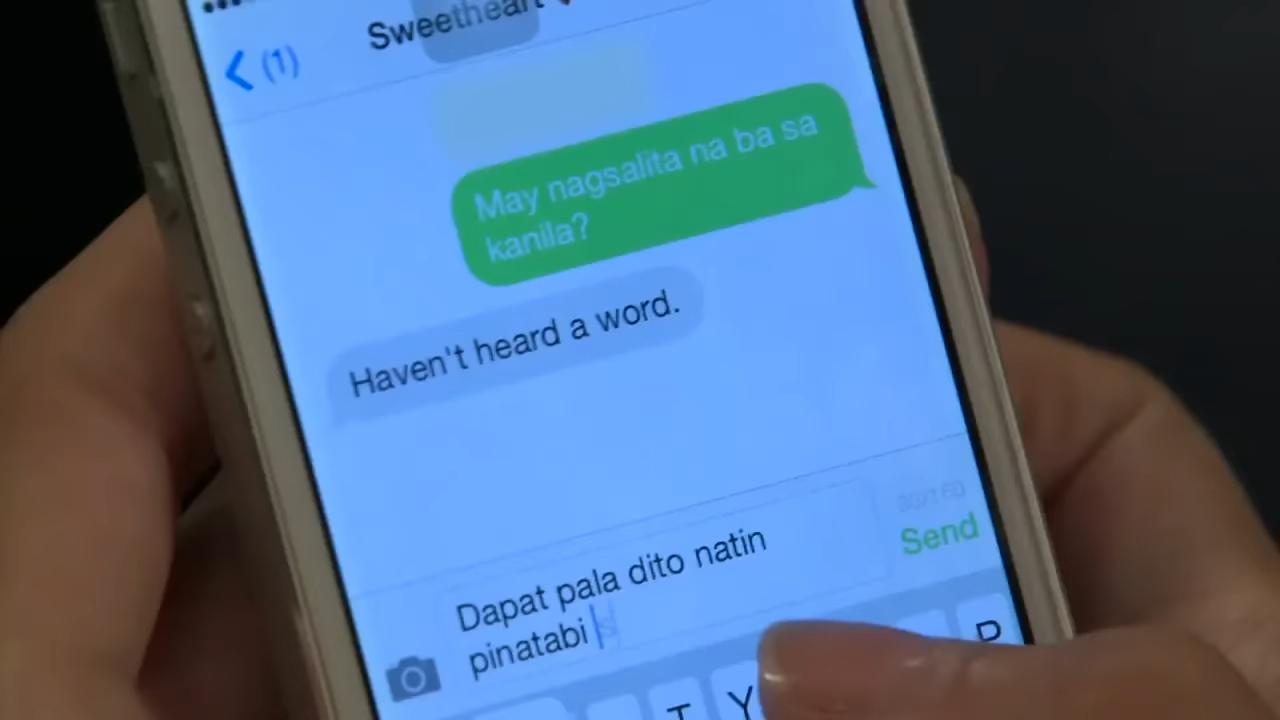 Sweetheart
(1)
May nagsalita na ba sa
kanila?
Haven't heard a word.
Send
Dapat pala dito natin
pinatabi
P
T Y